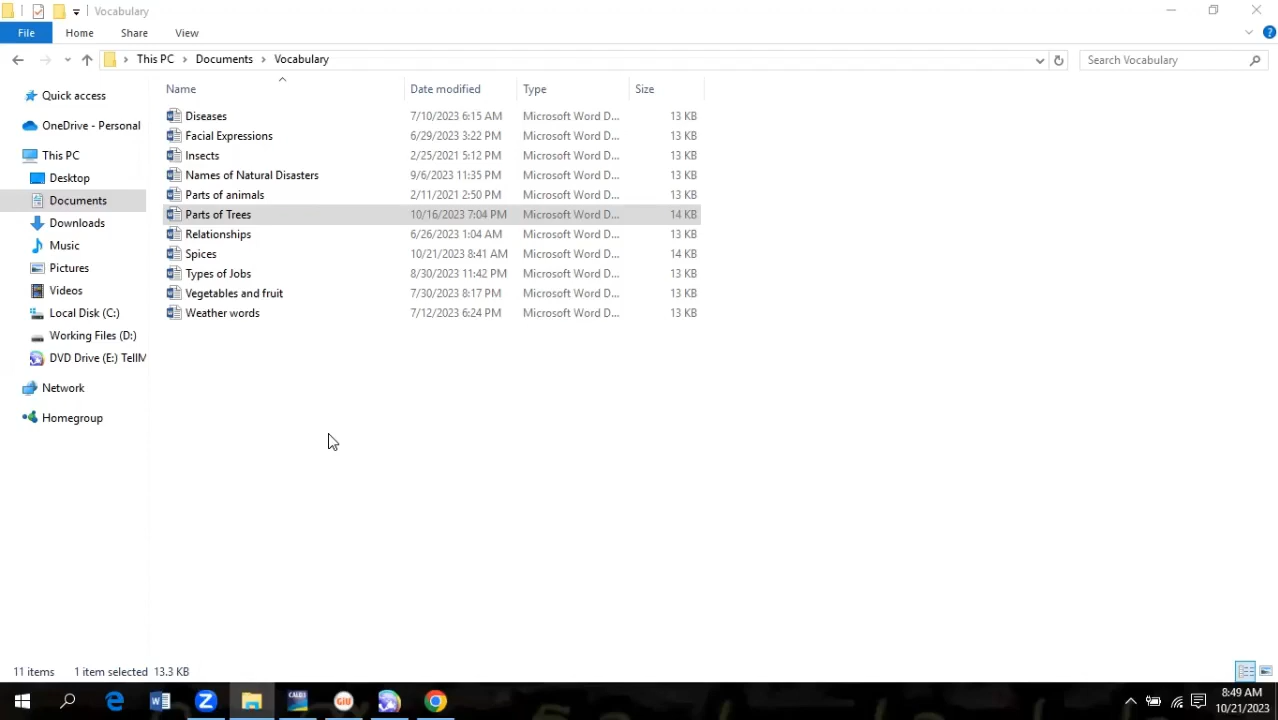 Vocabulary
File Home Share View
This PC Documents Vocabulary Search Vocabulary
Name Date modified Type Size
Quick access
OneDrive - Personal
This PC
Desktop
Documents
Downloads
Music
Pictures
Videos
Local Disk (C:)
Working Files (D:)
DVD Drive (E:) TellM
Network
Homegroup
Diseases 7/10/2023 6:15 AM Microsoft Word D... 13 KB
Facial Expressions 6/29/2023 3:22 PM Microsoft Word D... 13 KB
Insects 2/25/2021 5:12 PM Microsoft Word D... 13 KB
Names of Natural Disasters 9/6/2023 11:35 PM Microsoft Word D... 13 KB
Parts of animals 2/11/2021 2:50 PM Microsoft Word D... 13 KB
Parts of Trees 10/16/2023 7:04 PM Microsoft Word D... 14 KB
Relationships 6/26/2023 1:04 AM Microsoft Word D... 13 KB
Spices 10/21/2023 8:41 AM Microsoft Word D... 14 KB
Types of Jobs 8/30/2023 11:42 PM Microsoft Word D... 13 KB
Vegetables and fruit 7/30/2023 8:17 PM Microsoft Word D... 13 KB
Weather words 7/12/2023 6:24 PM Microsoft Word D... 13 KB
11 items 1 item selected 13.3 KB
GIU
8:49 AM
10/21/2023